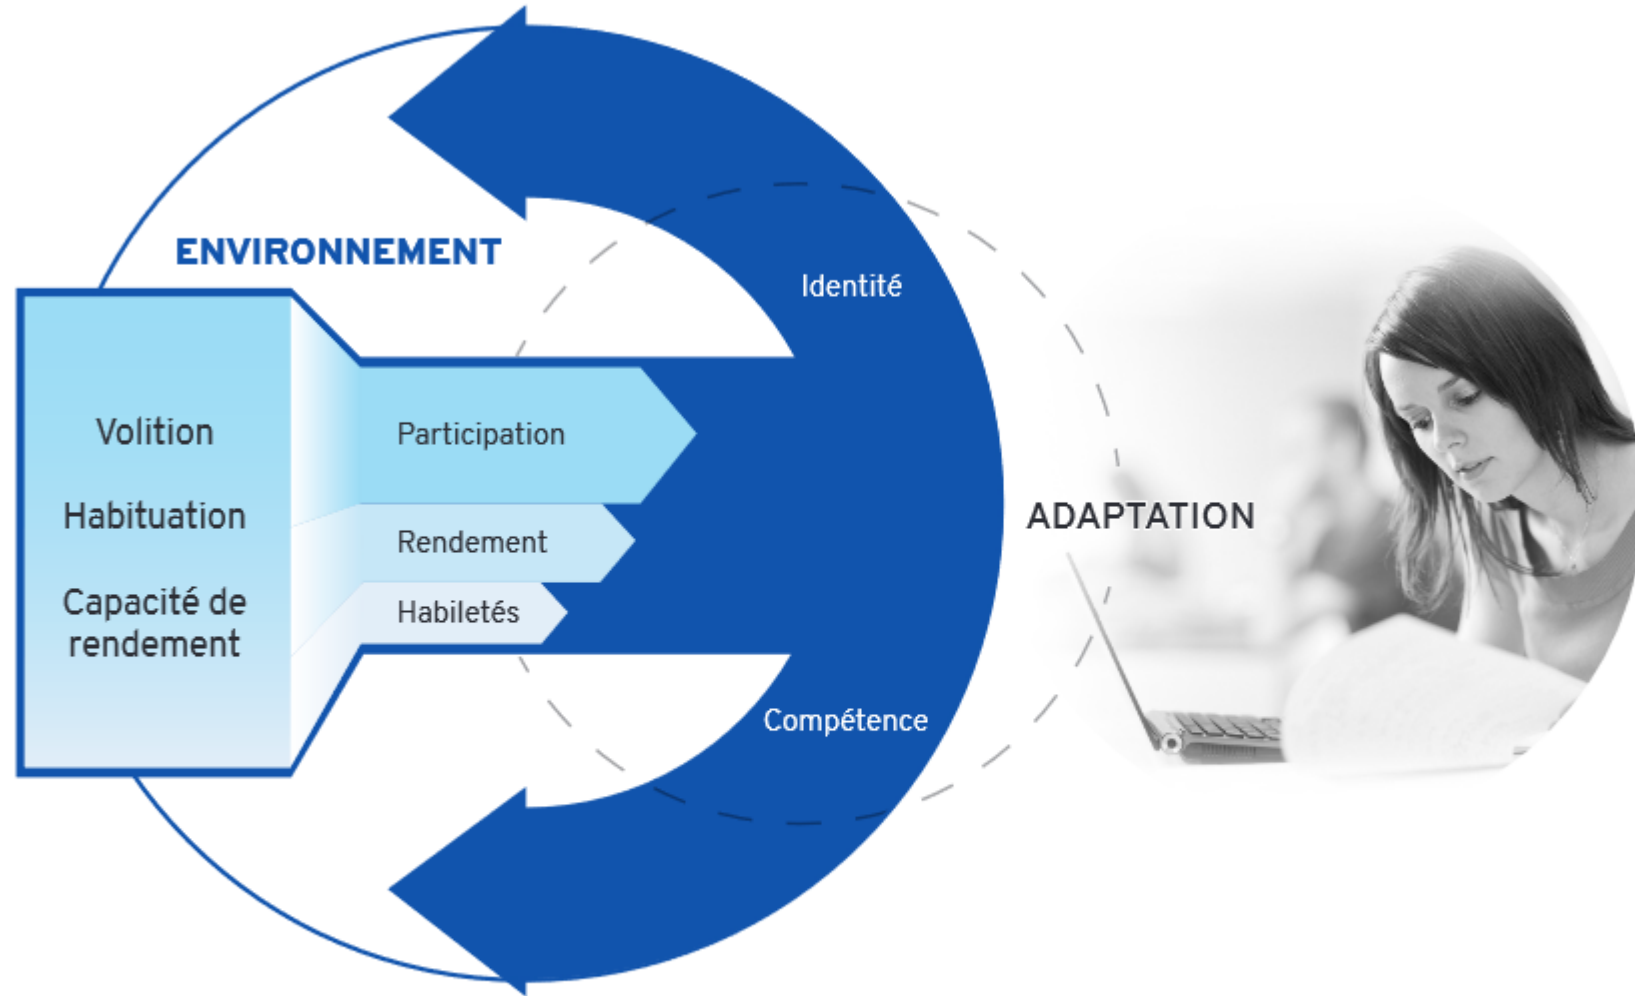 ENVIRONNEMENT
Identité
Volition
Participation
Habituation
ADAPTATION
Rendement
Capacité de
rendement
Habiletés
Compétence